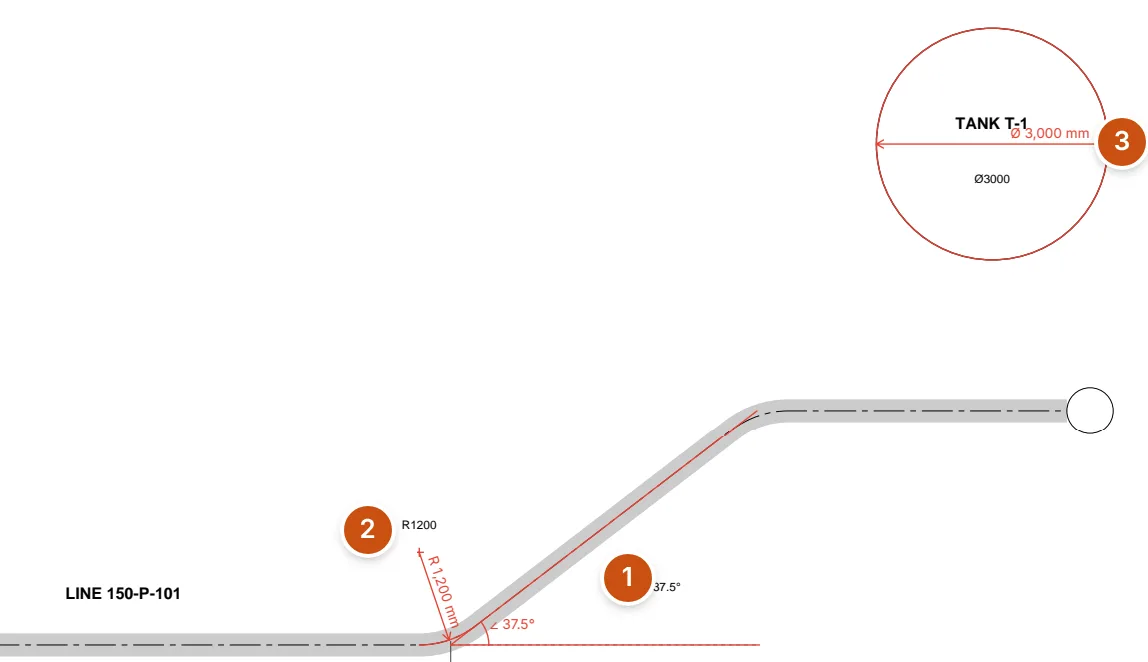 TANK T-1
Ø 3,000 mm
3
Ø3000
2
R1200
R 1,200 mm
1
37.5°
LINE 150-P-101
∠ 37.5°